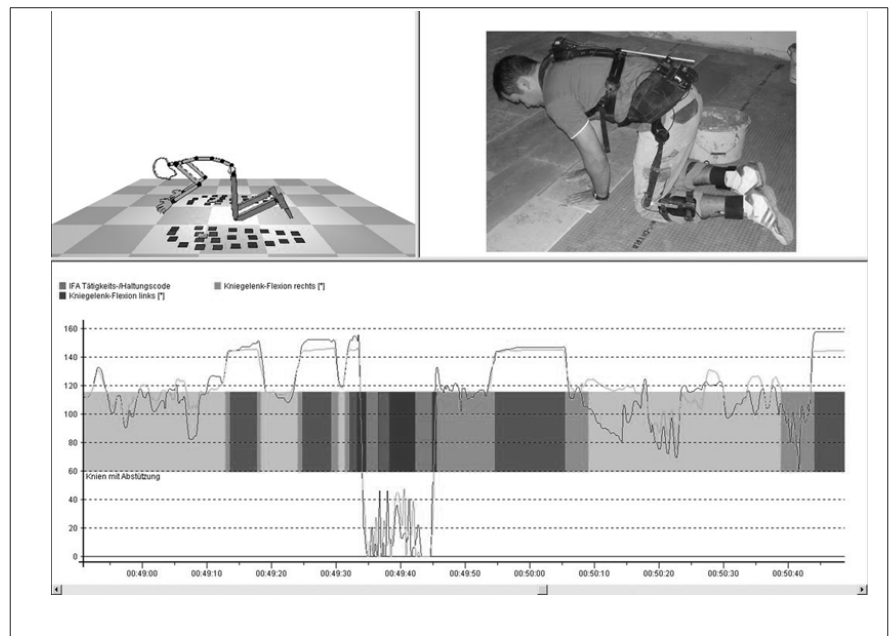 IFA Tätigkeits-/Haltungscode
Kniegelenk-Flexion rechts [°]
Kniegelenk-Flexion links [°]
160
140
120
100
80
60
Knien mit Abstützung
40
20
0
00:49:00 00:49:10 00:49:20 00:49:30 00:49:40 00:49:50 00:50:00 00:50:10 00:50:20 00:50:30 00:50:40